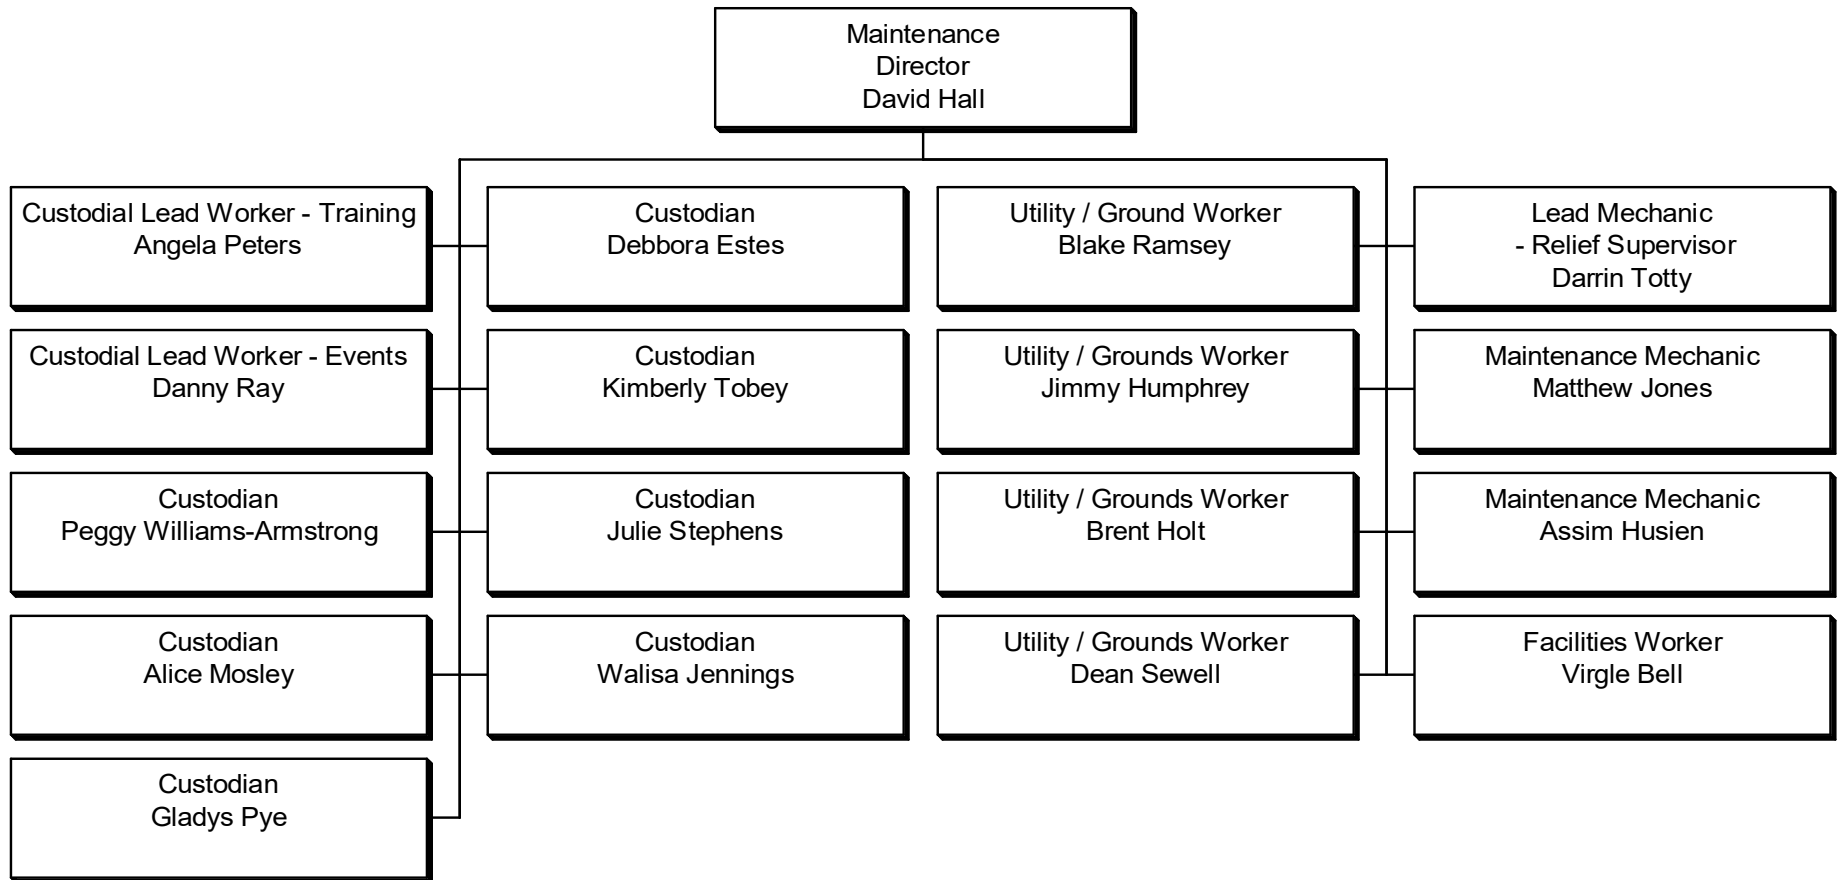 Maintenance
Director
David Hall
Custodial Lead Worker - Training
Angela Peters
Custodian
Debbora Estes
Utility / Ground Worker
Blake Ramsey
Lead Mechanic
- Relief Supervisor
Darrin Totty
Custodial Lead Worker - Events
Danny Ray
Custodian
Kimberly Tobey
Utility / Grounds Worker
Jimmy Humphrey
Maintenance Mechanic
Matthew Jones
Custodian
Peggy Williams-Armstrong
Custodian
Julie Stephens
Utility / Grounds Worker
Brent Holt
Maintenance Mechanic
Assim Husien
Custodian
Alice Mosley
Custodian
Walisa Jennings
Utility / Grounds Worker
Dean Sewell
Facilities Worker
Virgle Bell
Custodian
Gladys Pye